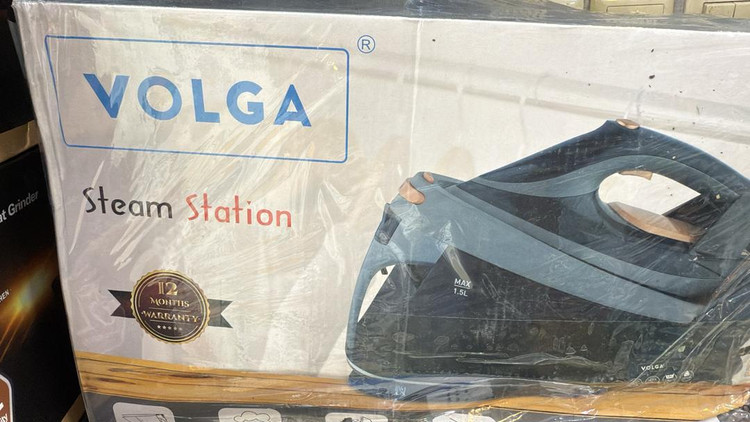 VOLGA
®
Steam Station
12
MONTHS
WARRANTY
MAX
1.5L
VOLGA
Grinder